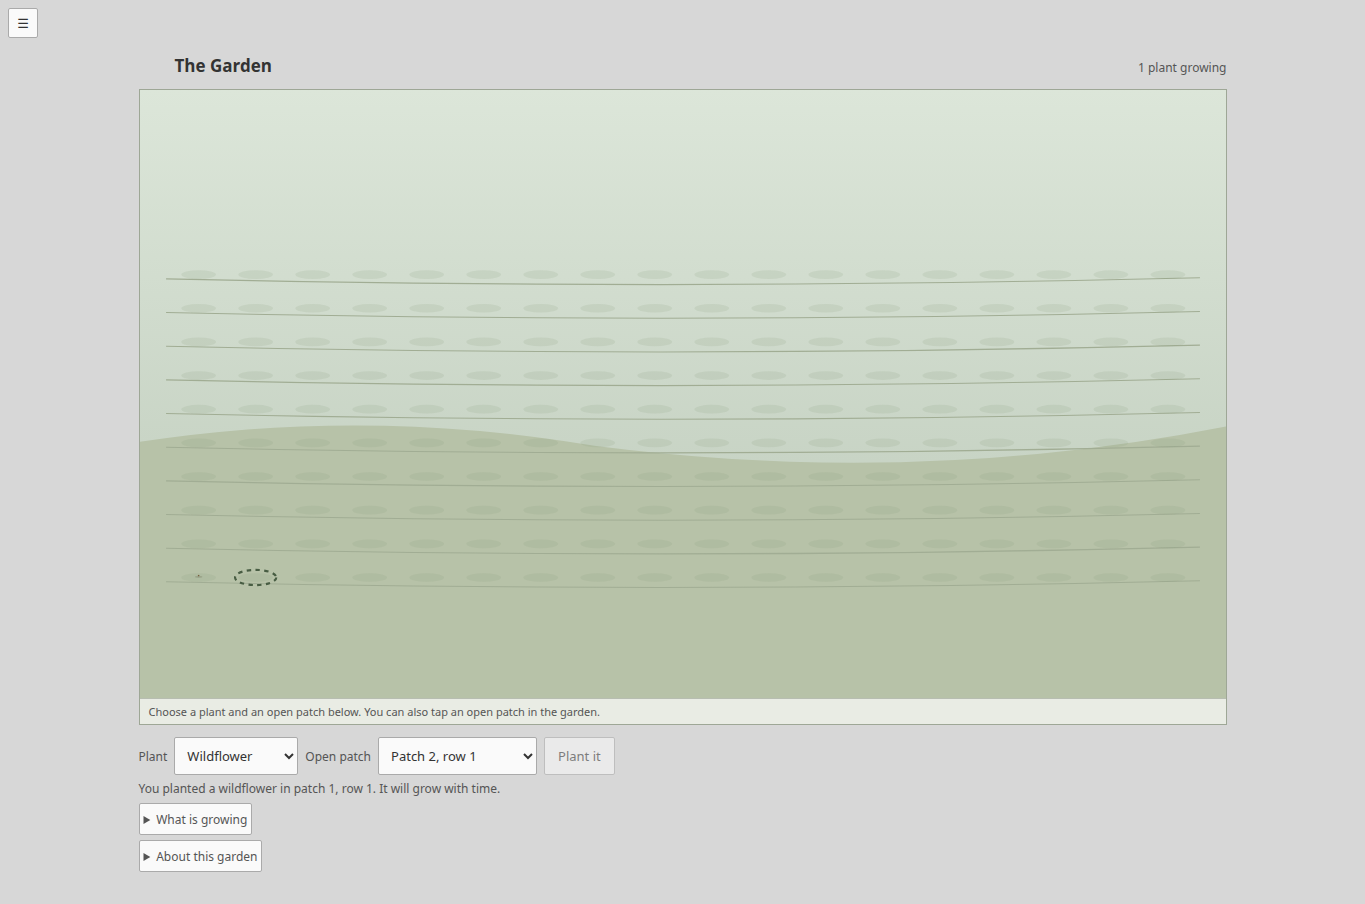 ☰
The Garden
1 plant growing
Choose a plant and an open patch below. You can also tap an open patch in the garden.
Plant Wildflower Open patch Patch 2, row 1 Plant it
You planted a wildflower in patch 1, row 1. It will grow with time.
▶ What is growing
▶ About this garden